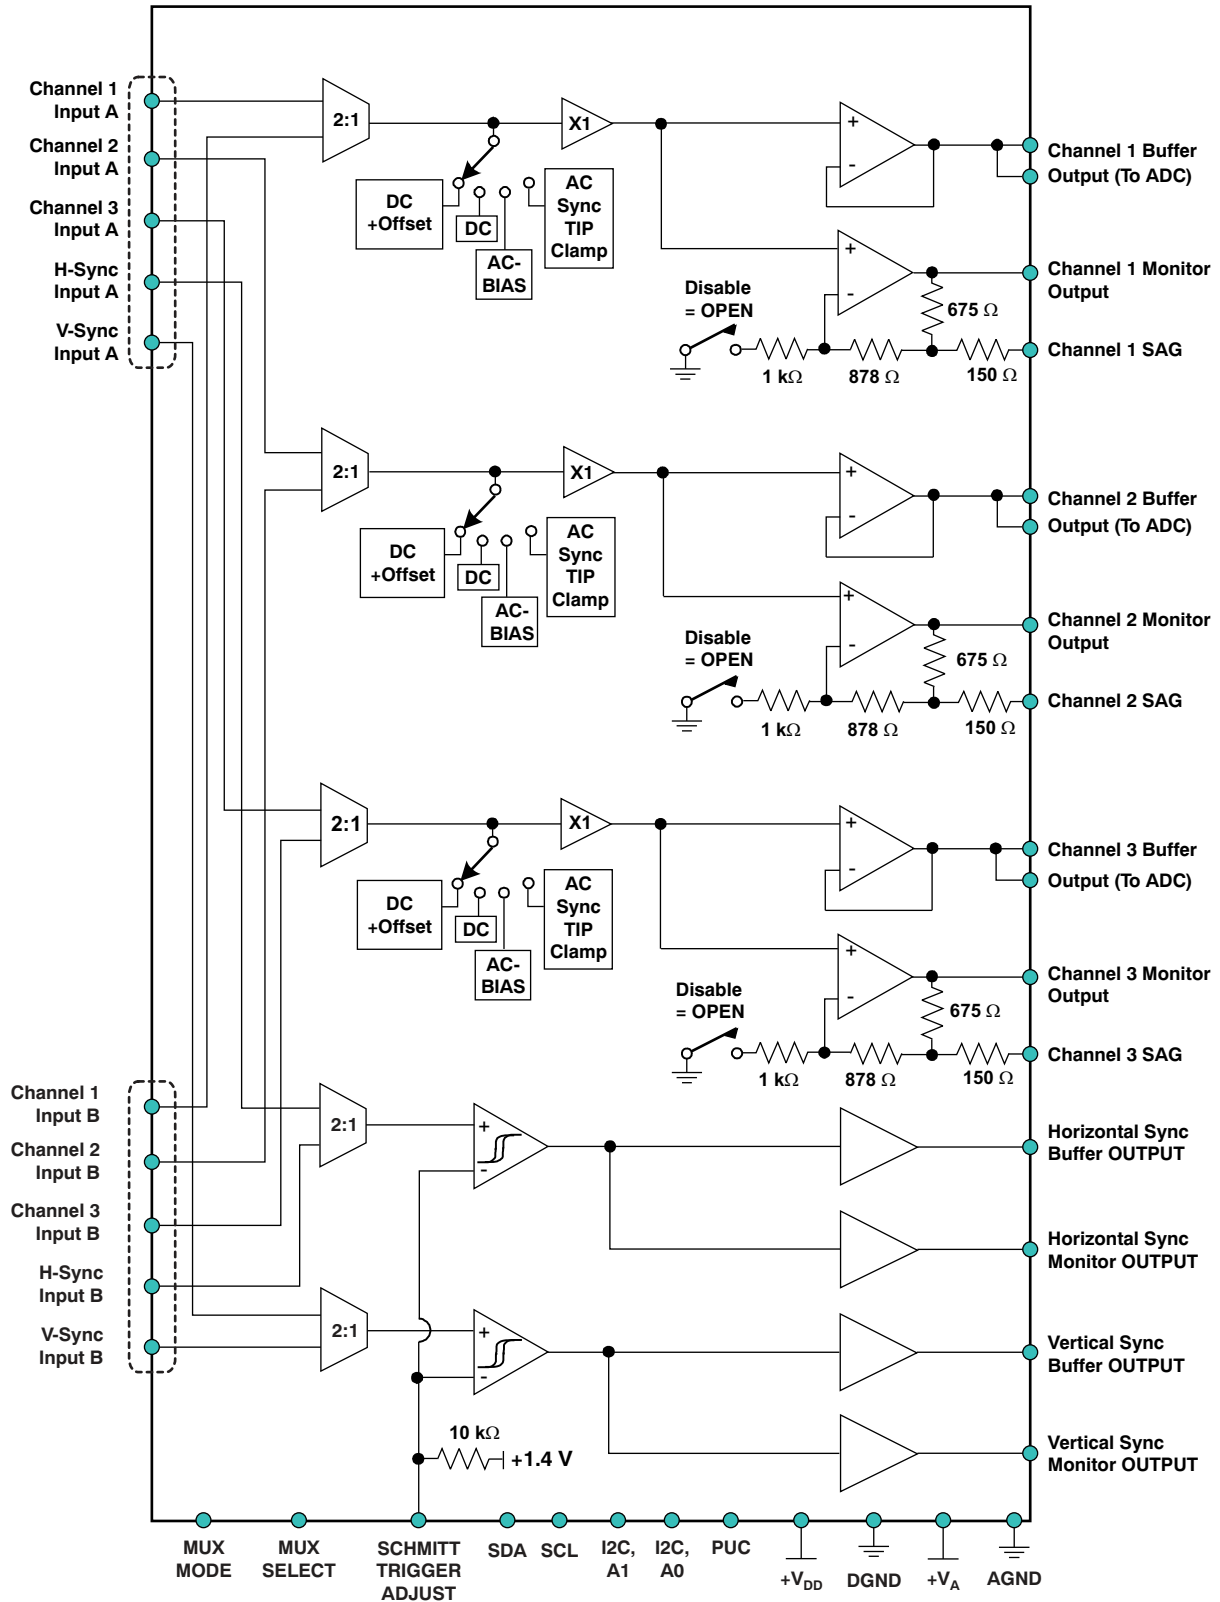 Channel 1
Input A
Channel 2
Input A
Channel 3
Input A
H-Sync
Input A
V-Sync
Input A
2:1
X1
+
-
DC
+Offset
DC
AC-
BIAS
AC
Sync
TIP
Clamp
Channel 1 Buffer
Output (To ADC)
+
-
Channel 1 Monitor
Output
Disable
= OPEN
675 Ω
1 kΩ
878 Ω
150 Ω
Channel 1 SAG
2:1
X1
+
-
DC
+Offset
DC
AC-
BIAS
AC
Sync
TIP
Clamp
Channel 2 Buffer
Output (To ADC)
+
-
Channel 2 Monitor
Output
Disable
= OPEN
675 Ω
1 kΩ
878 Ω
150 Ω
Channel 2 SAG
2:1
X1
+
-
DC
+Offset
DC
AC-
BIAS
AC
Sync
TIP
Clamp
Channel 3 Buffer
Output (To ADC)
+
-
Channel 3 Monitor
Output
Disable
= OPEN
675 Ω
1 kΩ
878 Ω
150 Ω
Channel 3 SAG
Channel 1
Input B
Channel 2
Input B
Channel 3
Input B
H-Sync
Input B
V-Sync
Input B
2:1
+
-
Horizontal Sync
Buffer OUTPUT
Horizontal Sync
Monitor OUTPUT
2:1
+
-
Vertical Sync
Buffer OUTPUT
Vertical Sync
Monitor OUTPUT
10 kΩ
+1.4 V
MUX
MODE
MUX
SELECT
SCHMITT
TRIGGER
ADJUST
SDA
SCL
I2C,
A1
I2C,
A0
PUC
+VDD
DGND
+VA
AGND